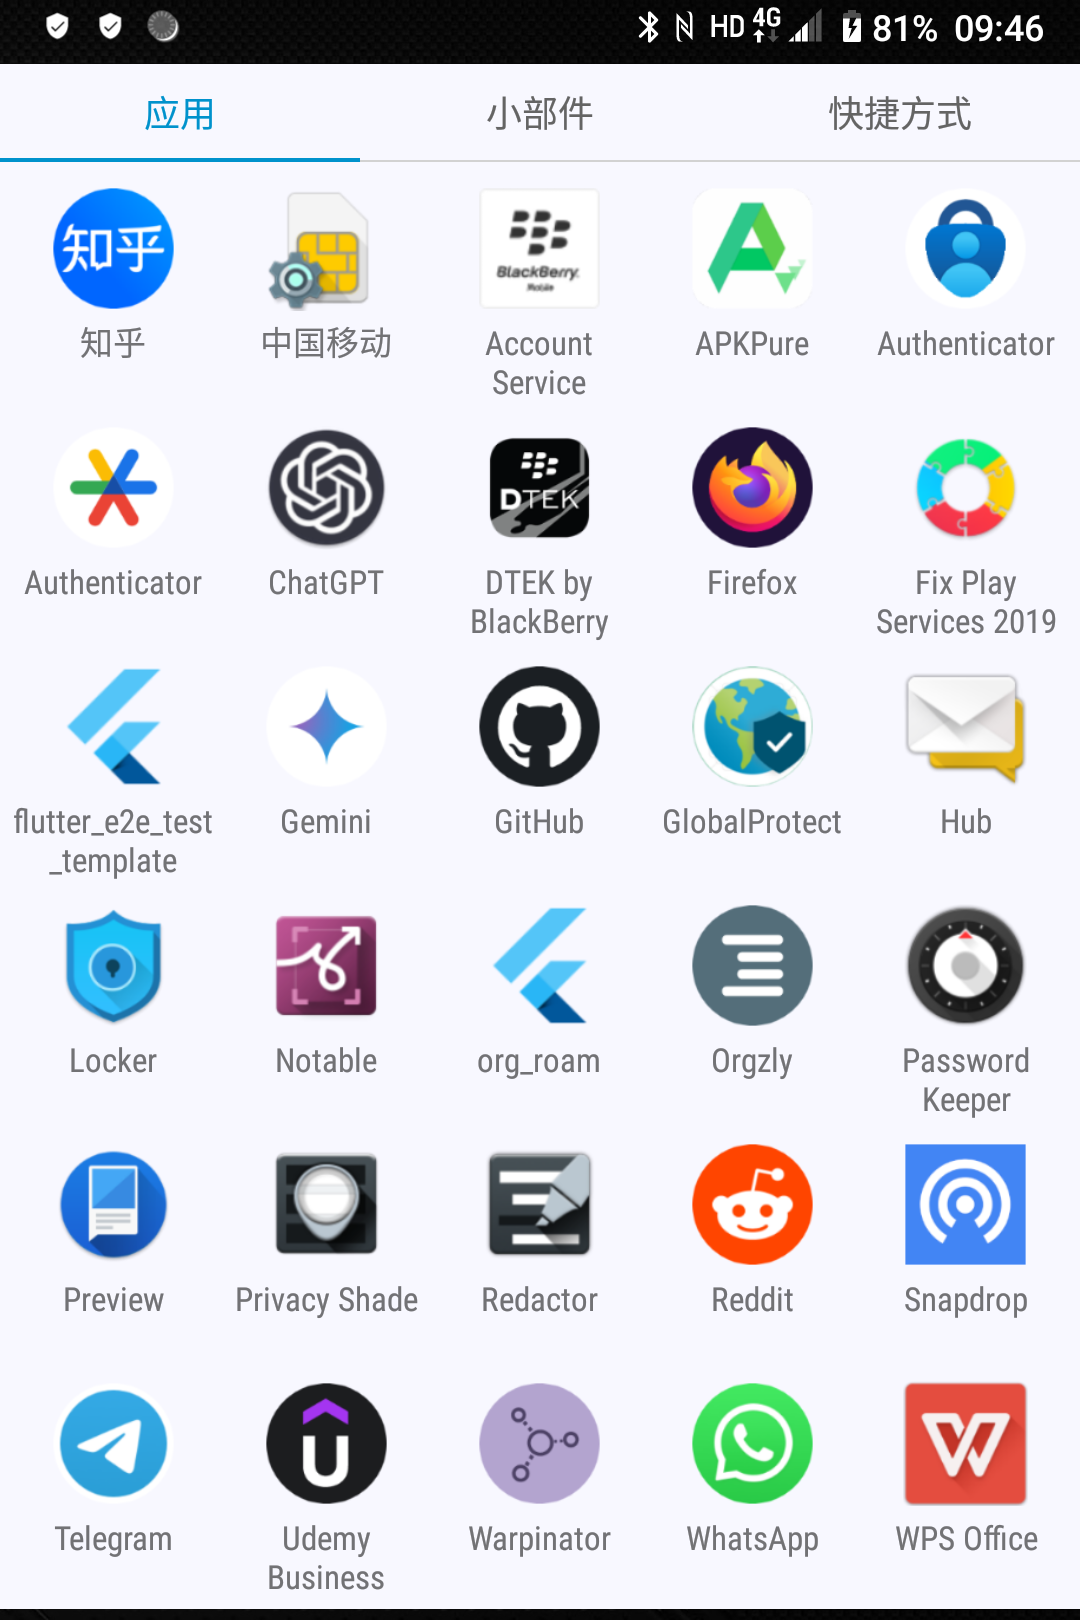 HD 4G 81% 09:46
应用 小部件 快捷方式
知乎
BlackBerry.
Mobile
知乎 中国移动 Account APKPure Authenticator
Service
DTEK
Authenticator ChatGPT DTEK by Firefox Fix Play
BlackBerry Services 2019
flutter_e2e_test Gemini GitHub GlobalProtect Hub
_template
Locker Notable org_roam Orgzly Password
Keeper
Preview Privacy Shade Redactor Reddit Snapdrop
Telegram Udemy Warpinator WhatsApp WPS Office
Business